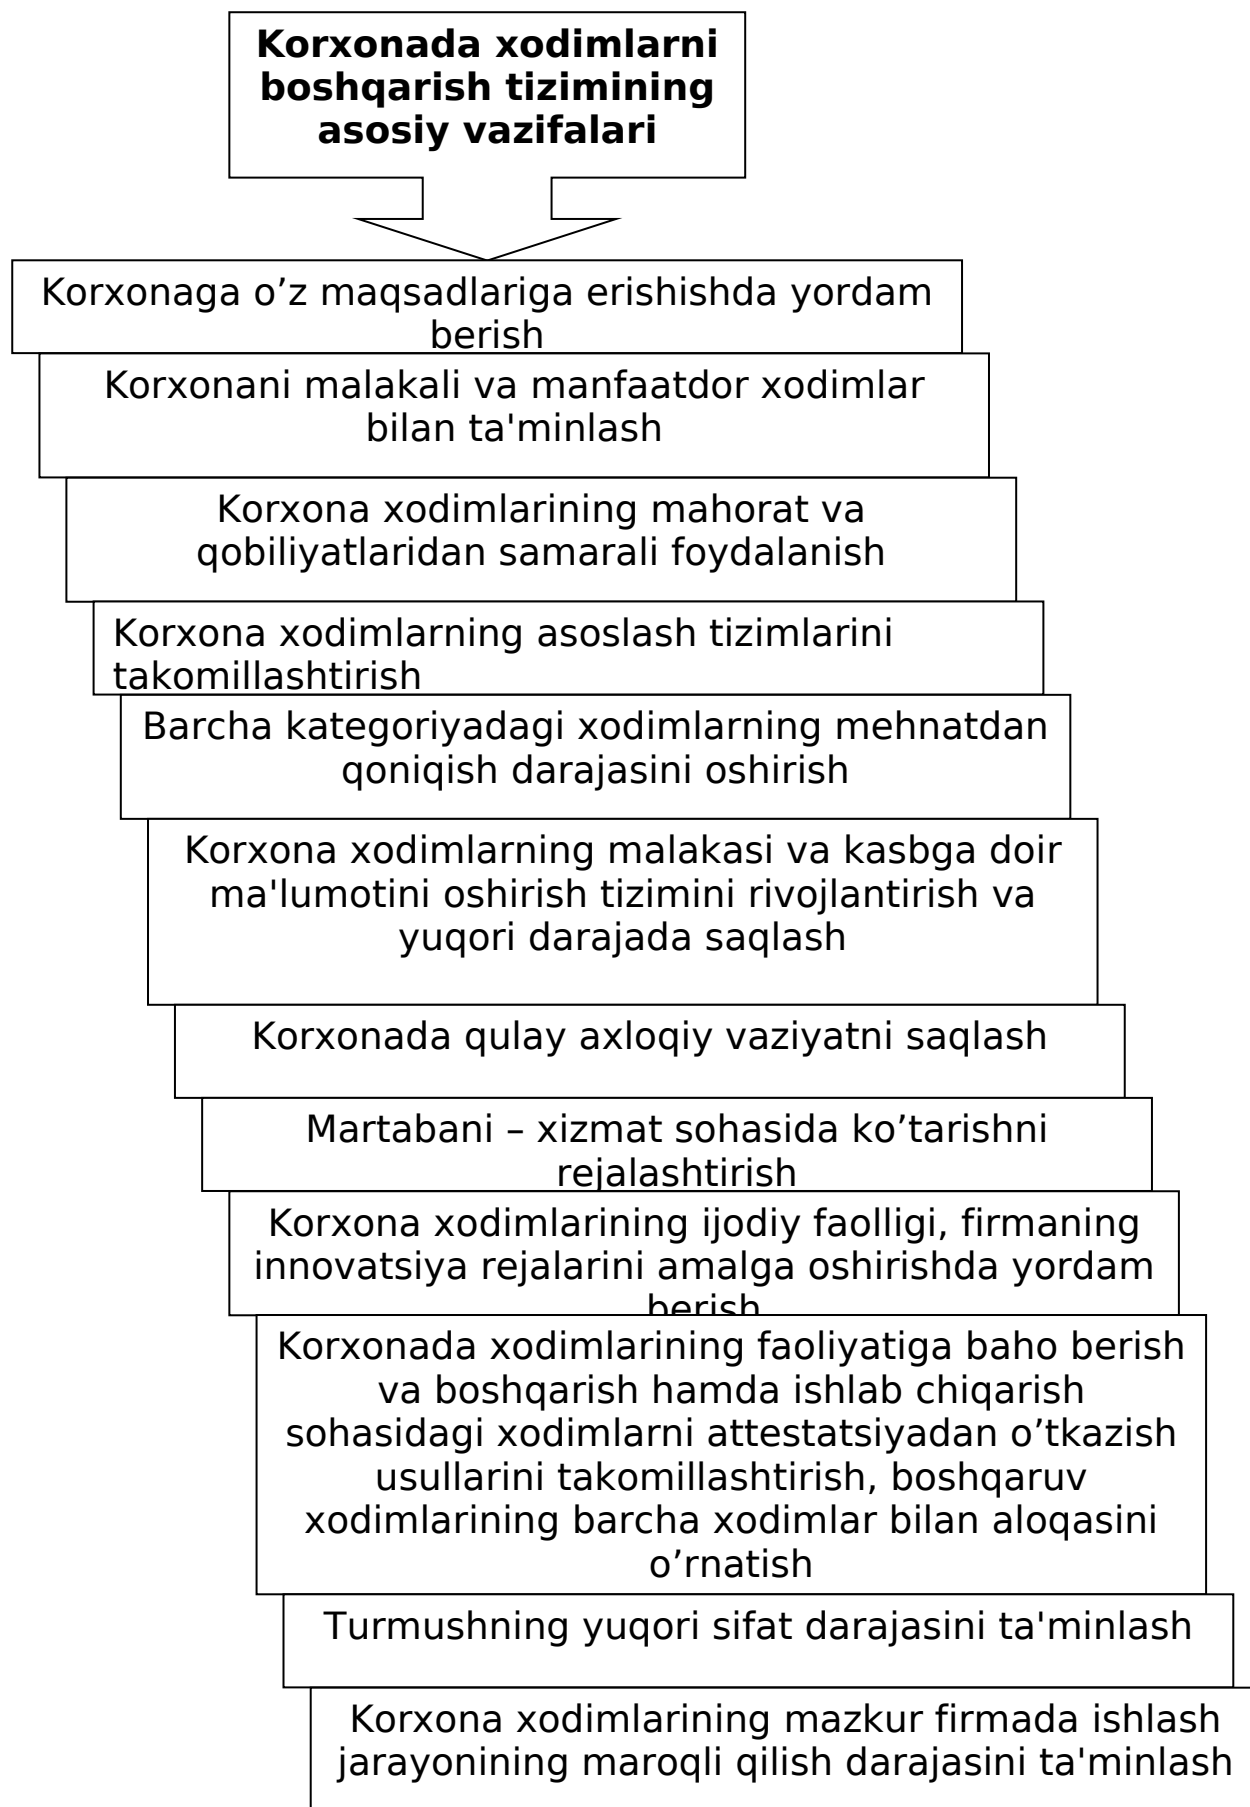 Korxonada xodimlarni
boshqarish tizimining
asosiy vazifalari
Korxonaga o’z maqsadlariga erishishda yordam
berish
Korxonani malakali va manfaatdor xodimlar
bilan ta'minlash
Korxona xodimlarining mahorat va
qobiliyatlaridan samarali foydalanish
Korxona xodimlarning asoslash tizimlarini
takomillashtirish
Barcha kategoriyadagi xodimlarning mehnatdan
qoniqish darajasini oshirish
Korxona xodimlarning malakasi va kasbga doir
ma'lumotini oshirish tizimini rivojlantirish va
yuqori darajada saqlash
Korxonada qulay axloqiy vaziyatni saqlash
Martabani – xizmat sohasida ko’tarishni
rejalashtirish
Korxona xodimlarining ijodiy faolligi, firmaning
innovatsiya rejalarini amalga oshirishda yordam
berish
Korxonada xodimlarining faoliyatiga baho berish
va boshqarish hamda ishlab chiqarish
sohasidagi xodimlarni attestatsiyadan o’tkazish
usullarini takomillashtirish, boshqaruv
xodimlarining barcha xodimlar bilan aloqasini
o’rnatish
Turmushning yuqori sifat darajasini ta'minlash
Korxona xodimlarining mazkur firmada ishlash
jarayonining maroqli qilish darajasini ta'minlash